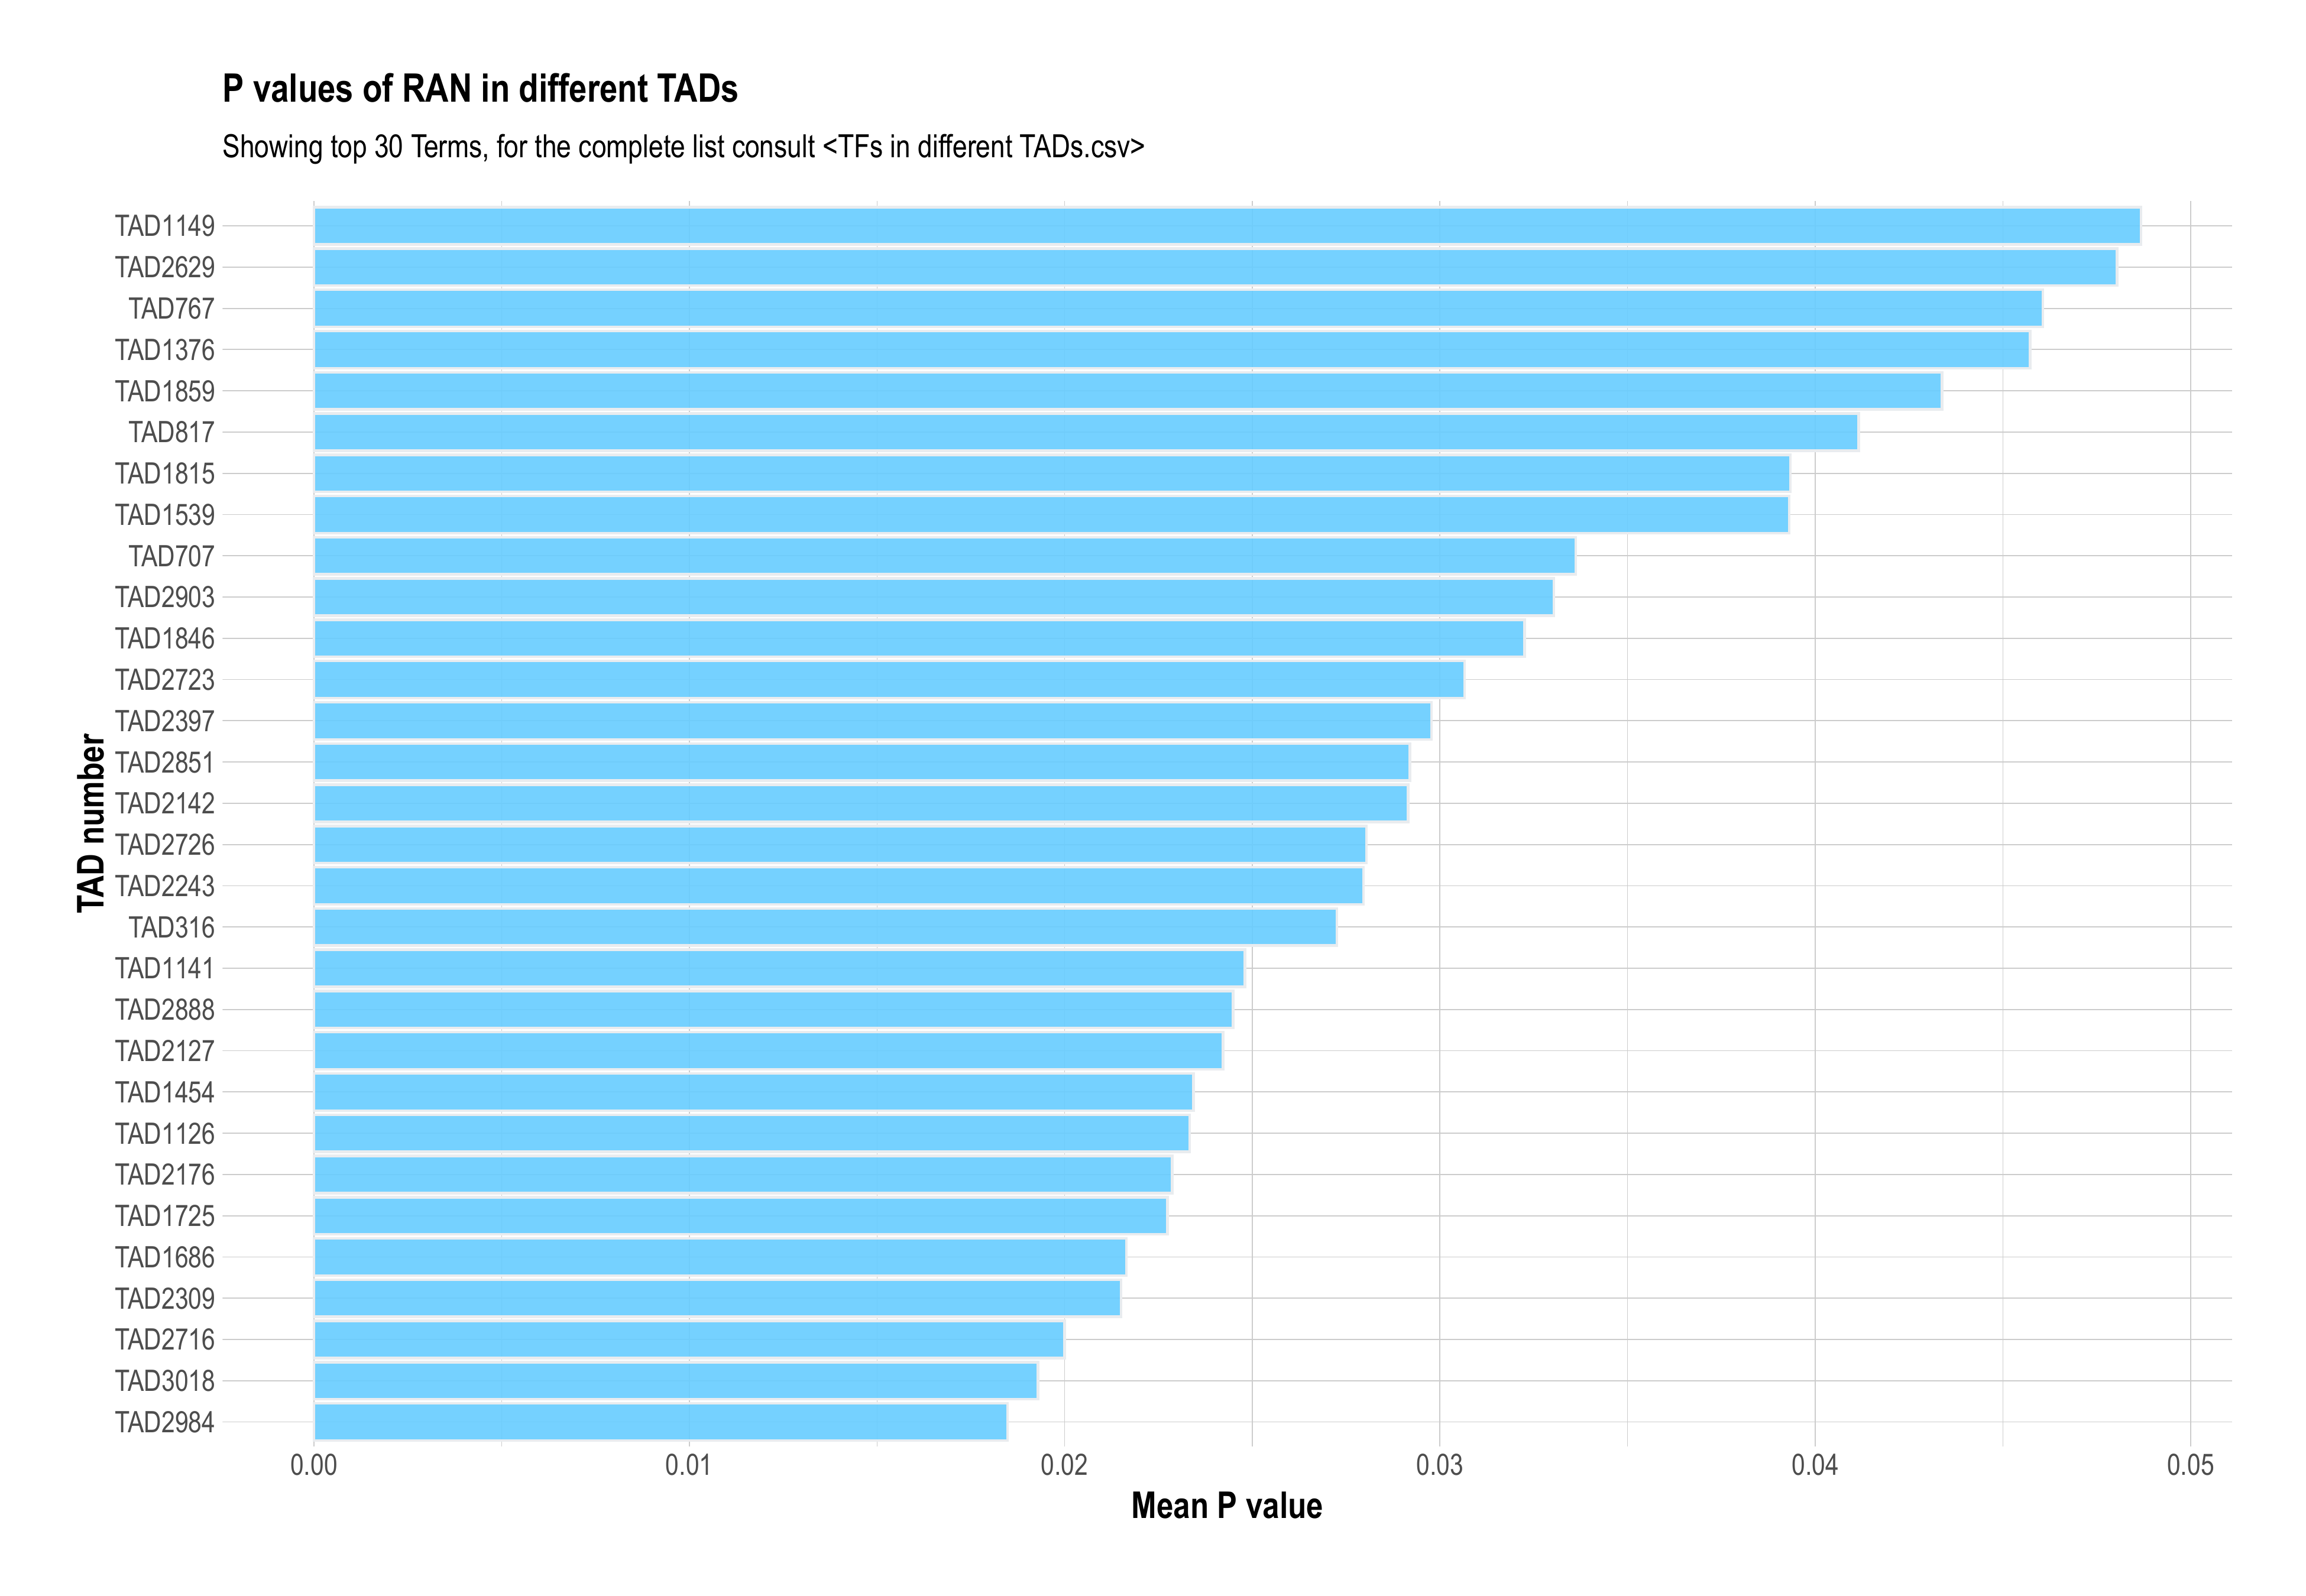 P values of RAN in different TADs
Showing top 30 Terms, for the complete list consult <TFs in different TADs.csv>
TAD number
TAD1149
TAD2629
TAD767
TAD1376
TAD1859
TAD817
TAD1815
TAD1539
TAD707
TAD2903
TAD1846
TAD2723
TAD2397
TAD2851
TAD2142
TAD2726
TAD2243
TAD316
TAD1141
TAD2888
TAD2127
TAD1454
TAD1126
TAD2176
TAD1725
TAD1686
TAD2309
TAD2716
TAD3018
TAD2984
0.00 0.01 0.02 0.03 0.04 0.05
Mean P value